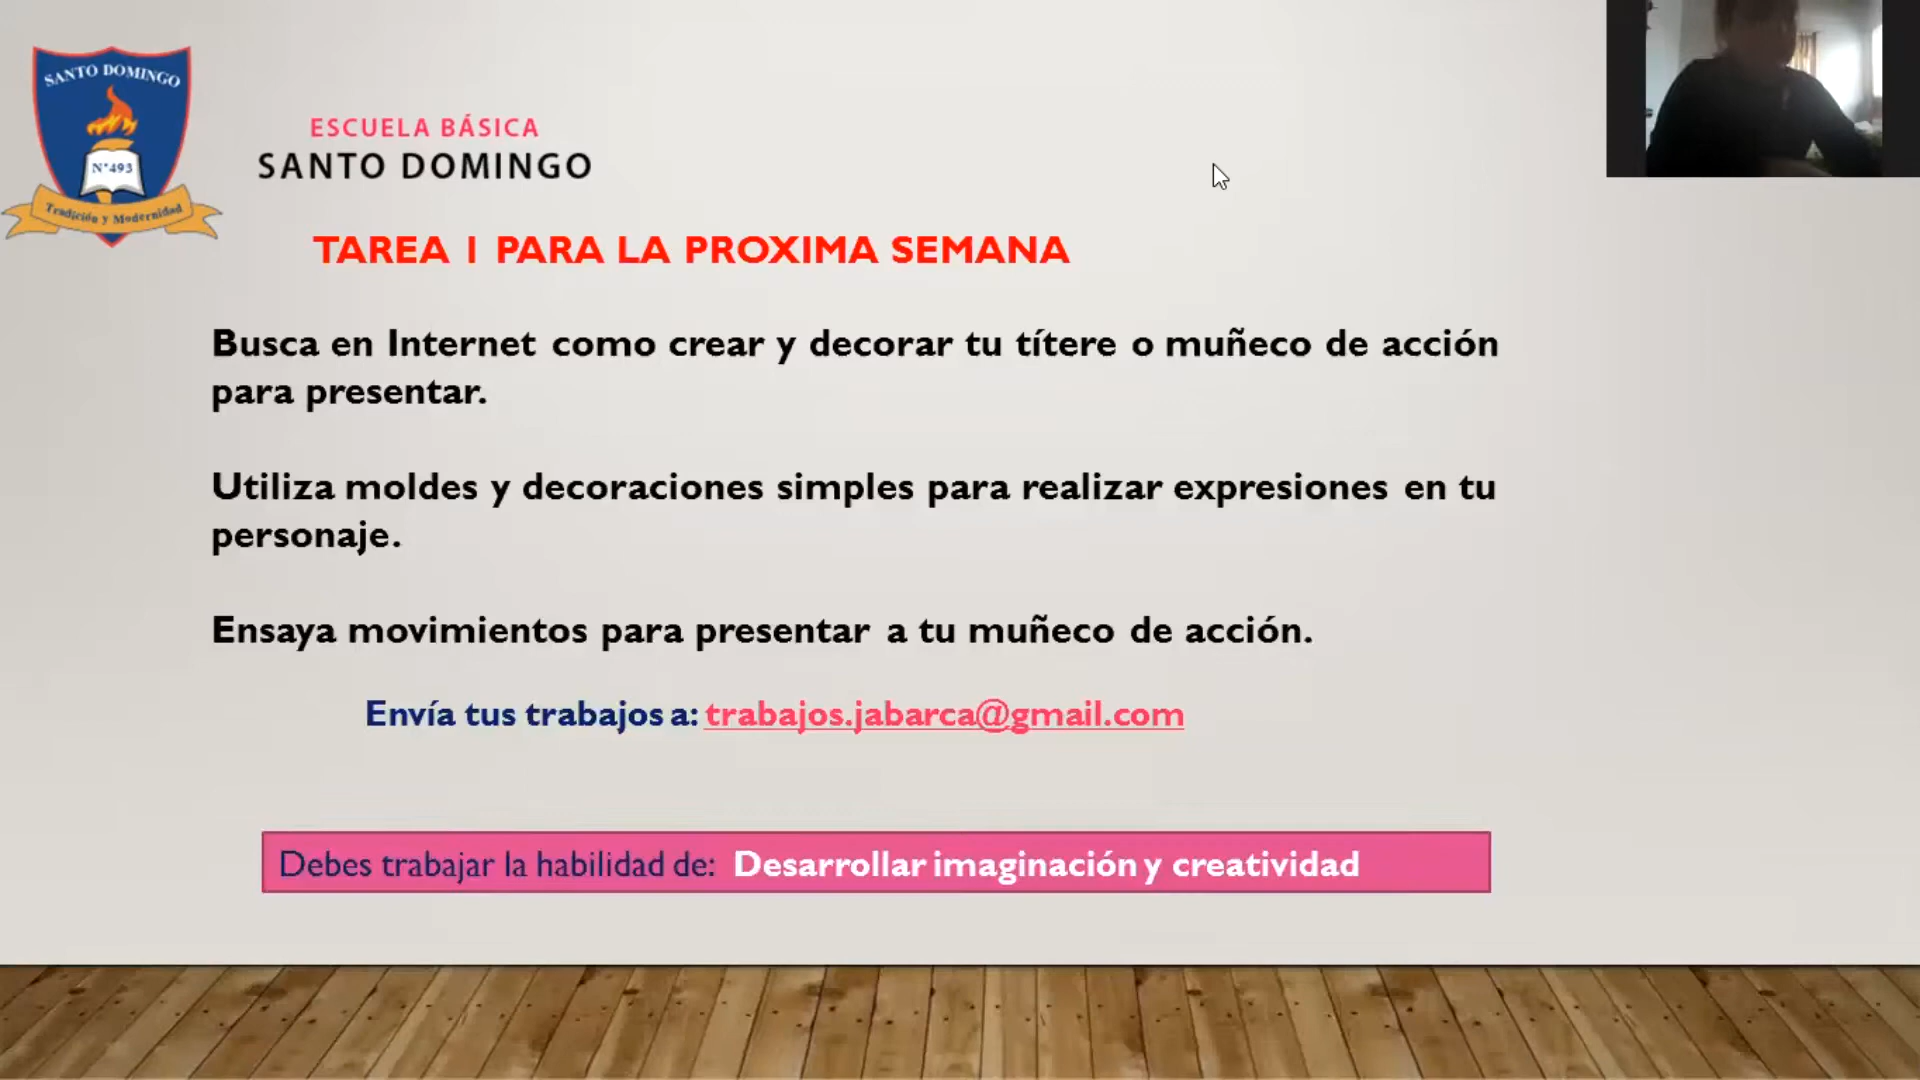 SANTO DOMINGO
N°493
Tradición y Modernidad
ESCUELA BÁSICA
SANTO DOMINGO
TAREA 1 PARA LA PROXIMA SEMANA
Busca en Internet como crear y decorar tu títere o muñeco de acción
para presentar.
Utiliza moldes y decoraciones simples para realizar expresiones en tu
personaje.
Ensaya movimientos para presentar a tu muñeco de acción.
Envía tus trabajos a: trabajos.jabarca@gmail.com
Debes trabajar la habilidad de: Desarrollar imaginación y creatividad